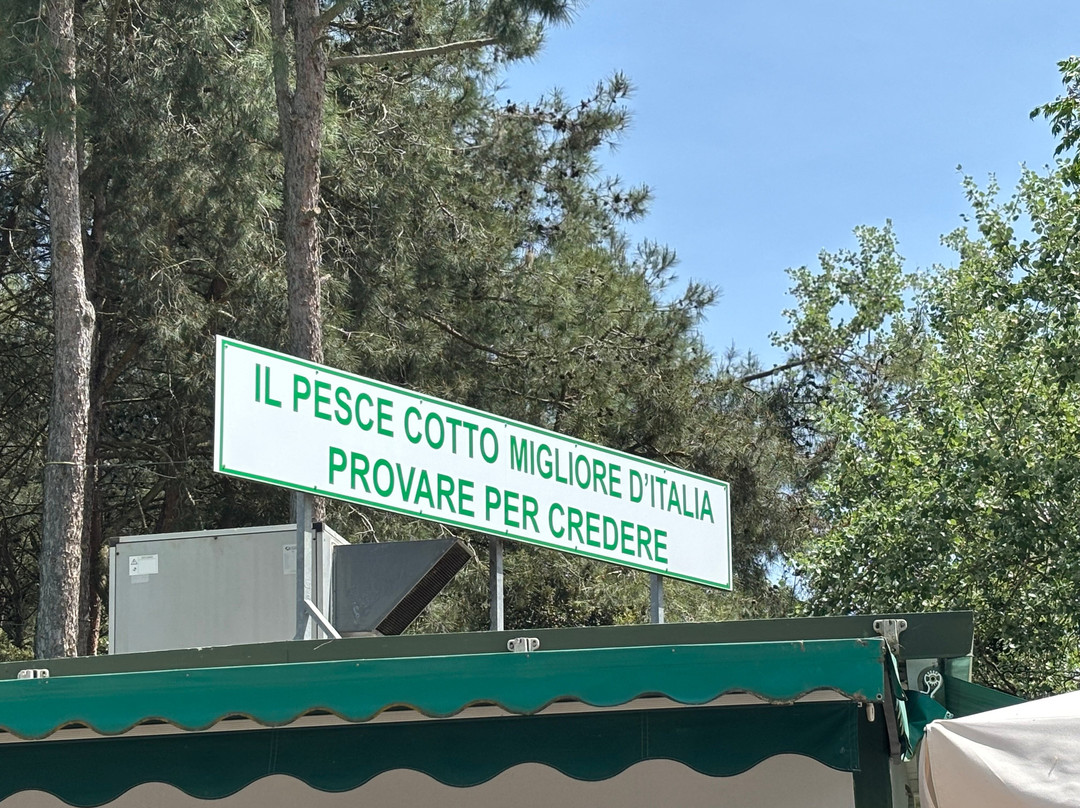 IL PESCE COTTO MIGLIORE D'ITALIA
PROVARE PER CREDERE